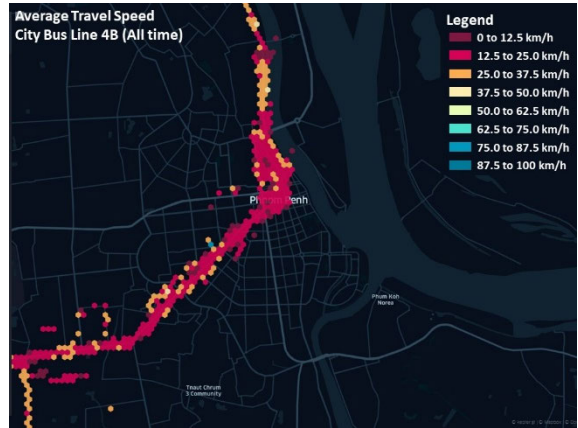 Average Travel Speed
City Bus Line 4B (All time)
Legend
0 to 12.5 km/h
12.5 to 25.0 km/h
25.0 to 37.5 km/h
37.5 to 50.0 km/h
50.0 to 62.5 km/h
62.5 to 75.0 km/h
75.0 to 87.5 km/h
87.5 to 100 km/h
Phnom Penh
Phum Koh
Norea
Tnaut Chrum
3 Community